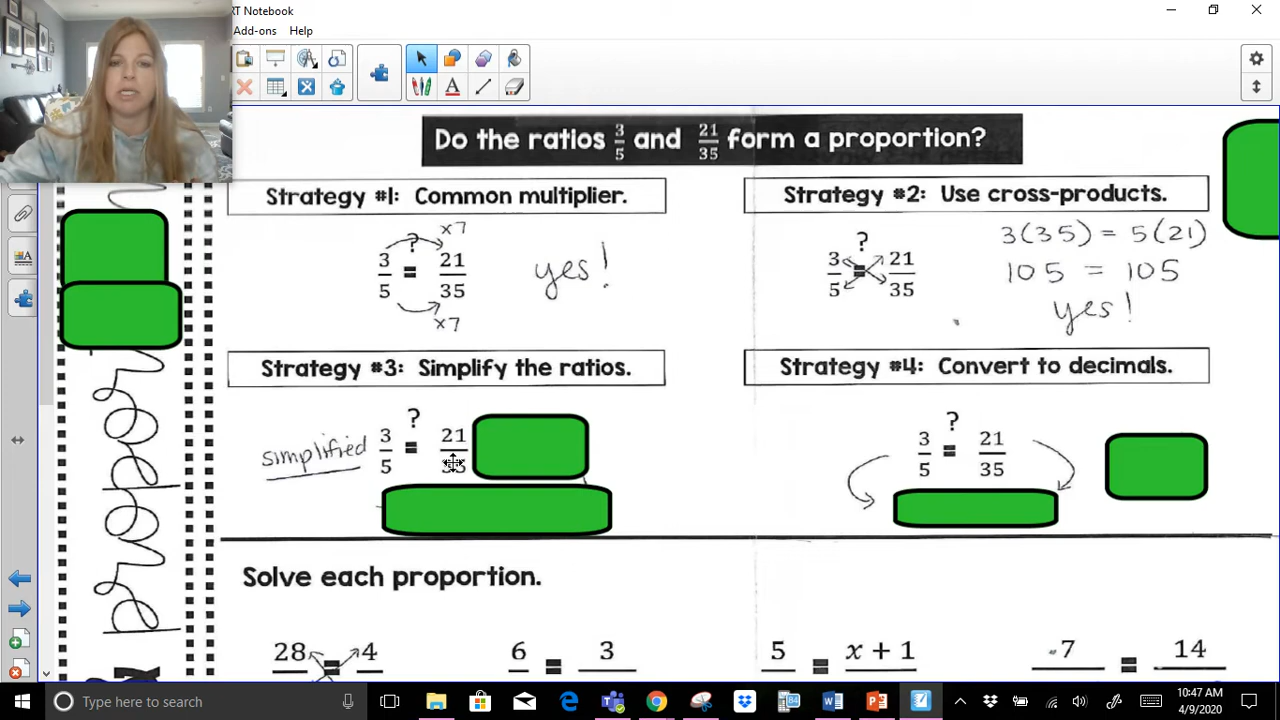 RT Notebook
Add-ons Help
Do the ratios 3/5 and 21/35 form a proportion?
Strategy #1: Common multiplier.
x7
?
3/5 = 21/35
yes!
x7
Strategy #2: Use cross-products.
?
3/5 = 21/35
3(35) = 5(21)
105 = 105
yes!
Strategy #3: Simplify the ratios.
?
simplified 3/5 = 21/35
Strategy #4: Convert to decimals.
?
3/5 = 21/35
Solve each proportion.
28 = 4
6 = 3
5 = x + 1
7 = 14
Type here to search
10:47 AM
4/9/2020